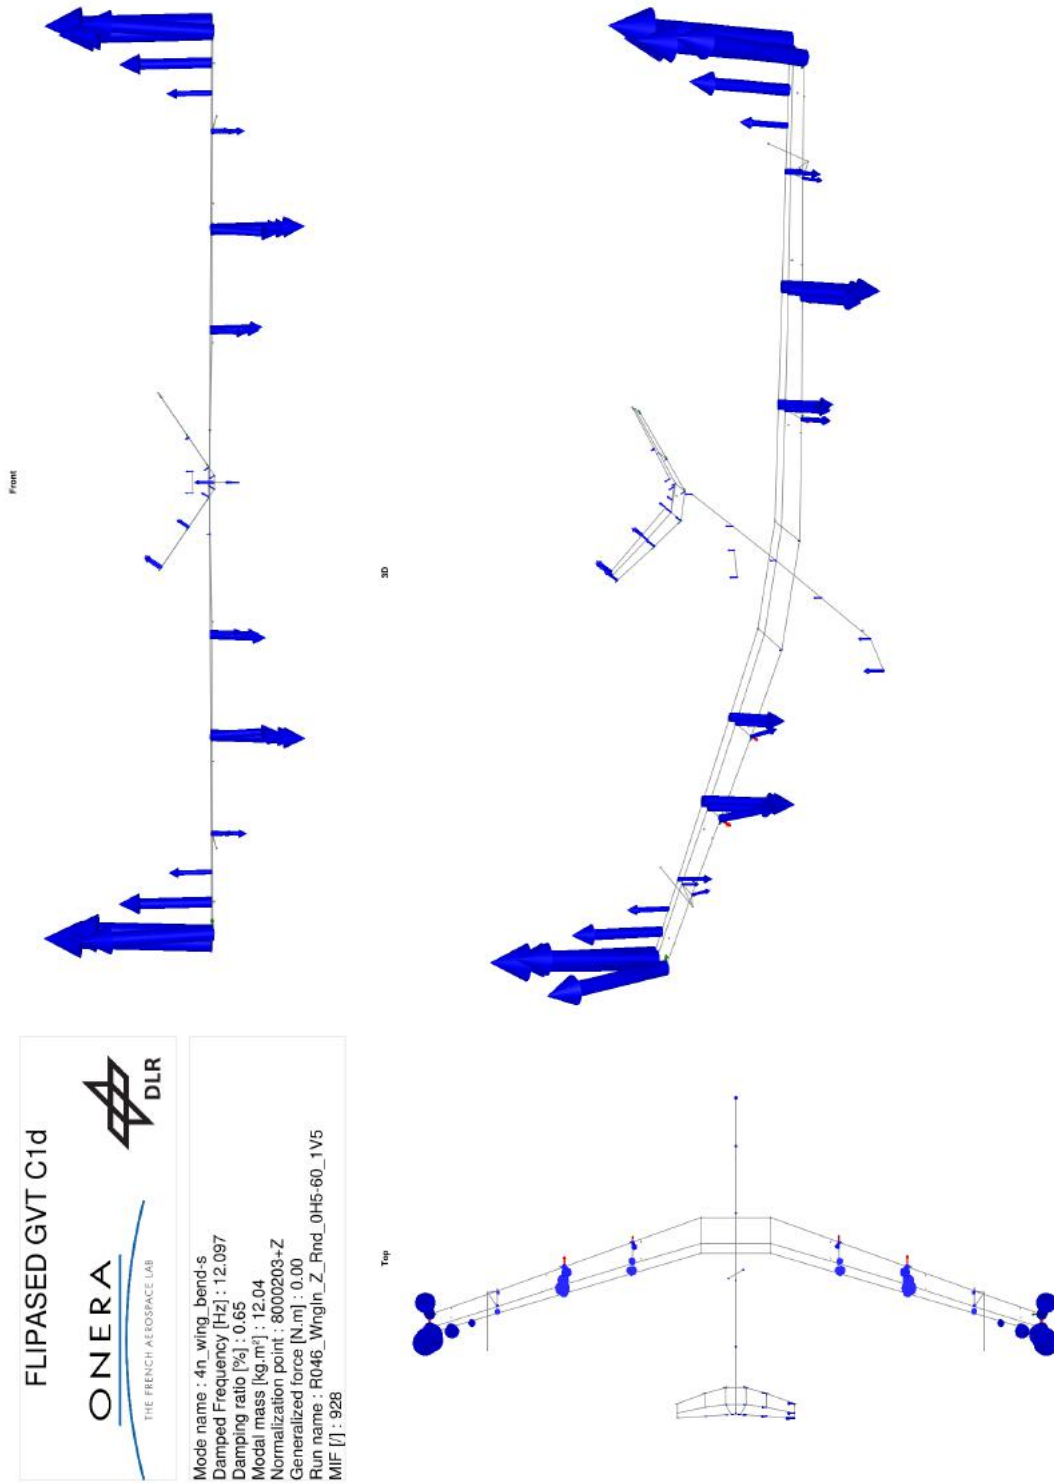 FLIPASED GVT C1d
ONERA
THE FRENCH AEROSPACE LAB
DLR
Mode name : 4n_wing_bend-s
Damped Frequency [Hz] : 12.097
Damping ratio [%] : 0.65
Modal mass [kg.m²] : 12.04
Normalization point : 8000203+Z
Generalized force [N.m] : 0.00
Run name : R046_WngIn_Z_Rnd_0H5-60_1V5
MIF [/] : 928
Front
3D
Top